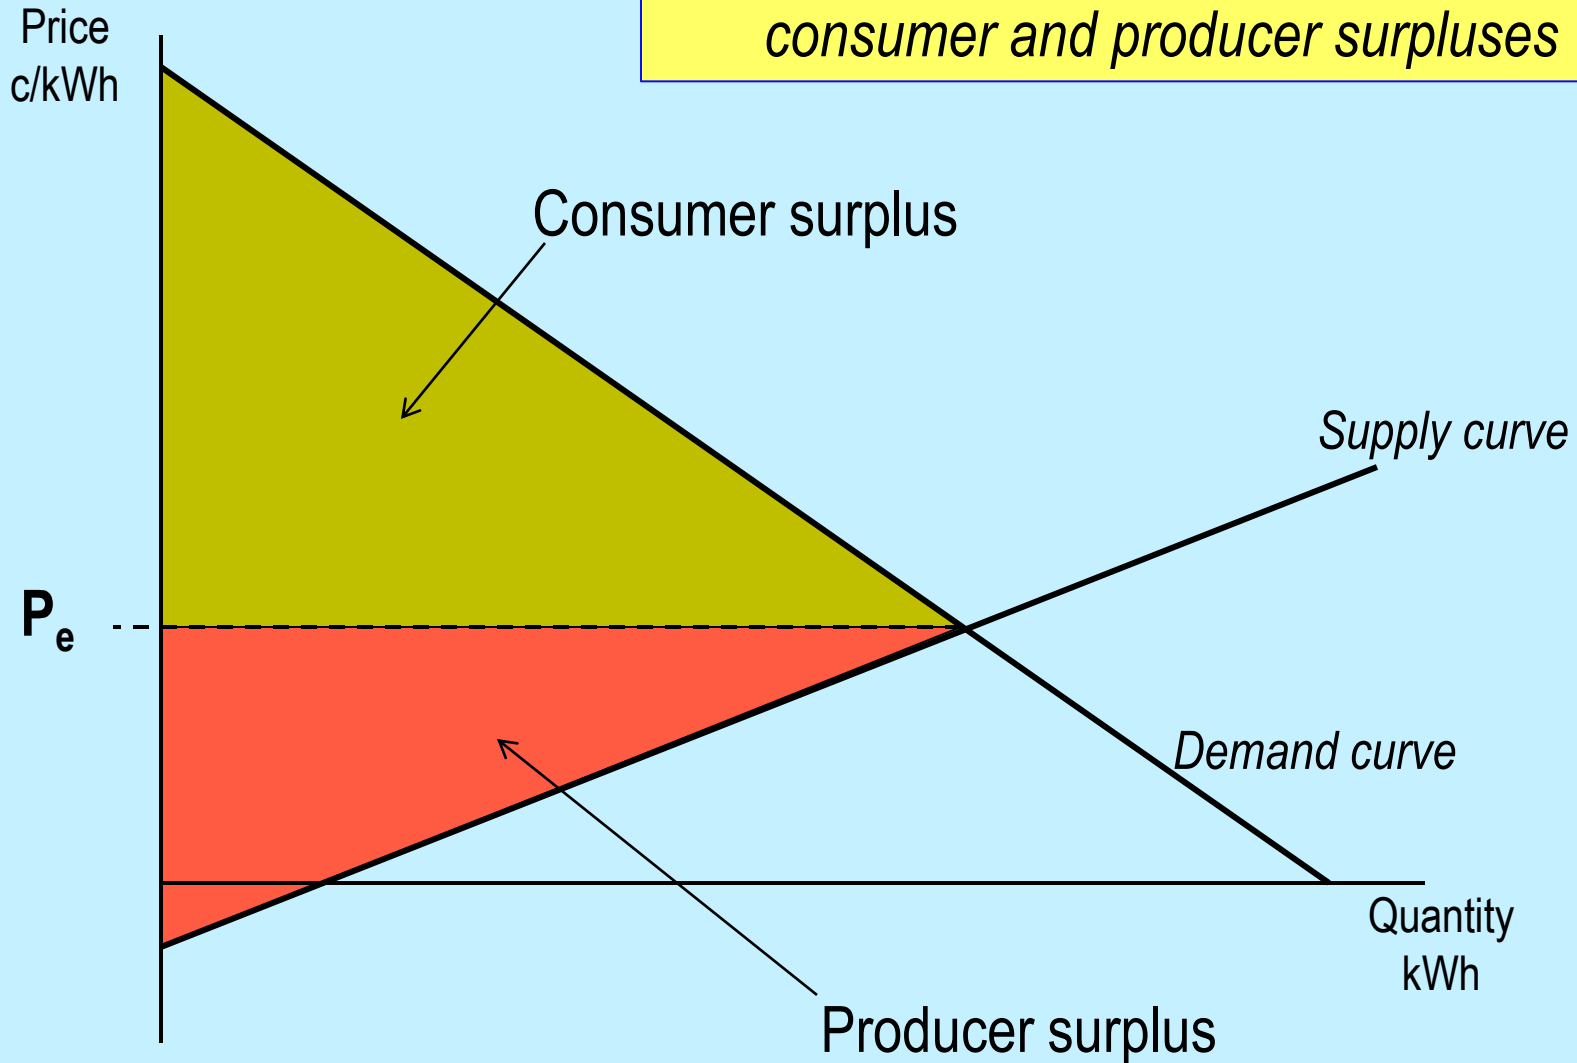 consumer and producer surpluses
Price
c/kWh
Consumer surplus
Supply curve
Pe
Demand curve
Quantity
kWh
Producer surplus